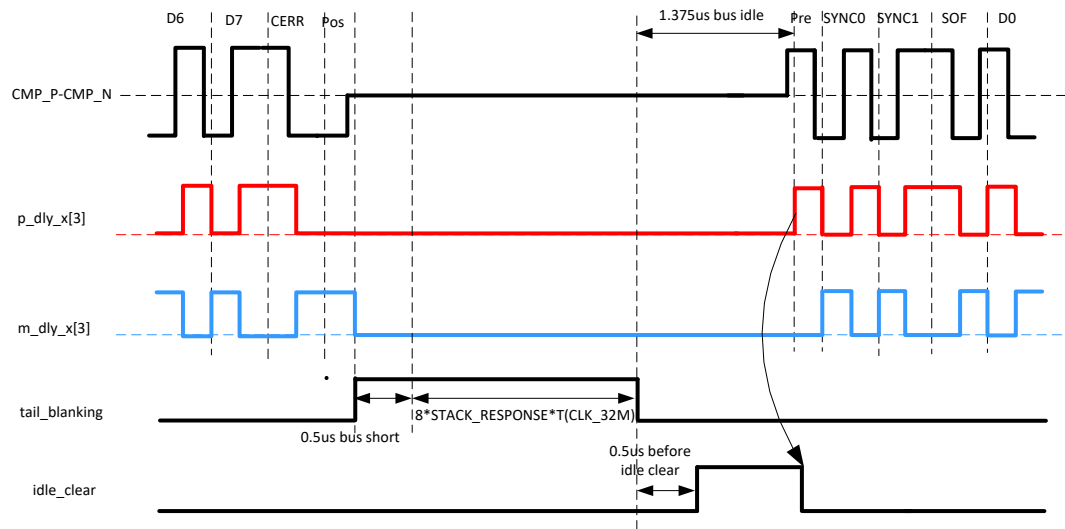 1.375us bus idle
D6 D7 CERR Pos Pre SYNC0 SYNC1 SOF D0
CMP_P-CMP_N
p_dly_x[3]
m_dly_x[3]
tail_blanking
8*STACK_RESPONSE*T(CLK_32M)
0.5us bus short
0.5us before
idle clear
idle_clear